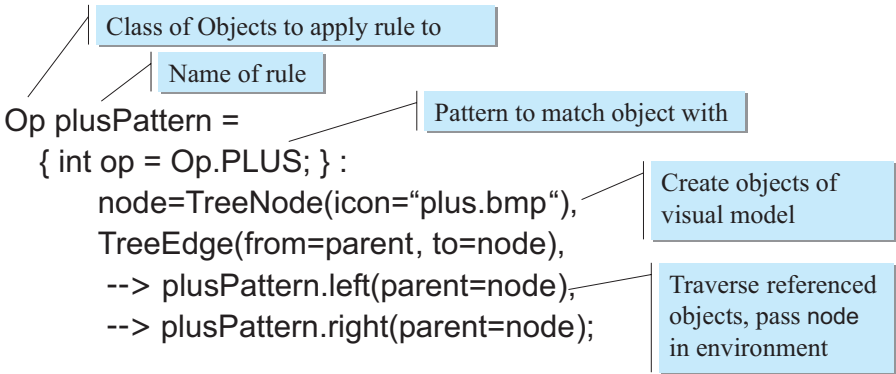 Class of Objects to apply rule to
Name of rule
Op plusPattern =
Pattern to match object with
{ int op = Op.PLUS; } :
node=TreeNode(icon=“plus.bmp“),
Create objects of
visual model
TreeEdge(from=parent, to=node),
--> plusPattern.left(parent=node),
--> plusPattern.right(parent=node);
Traverse referenced
objects, pass node
in environment